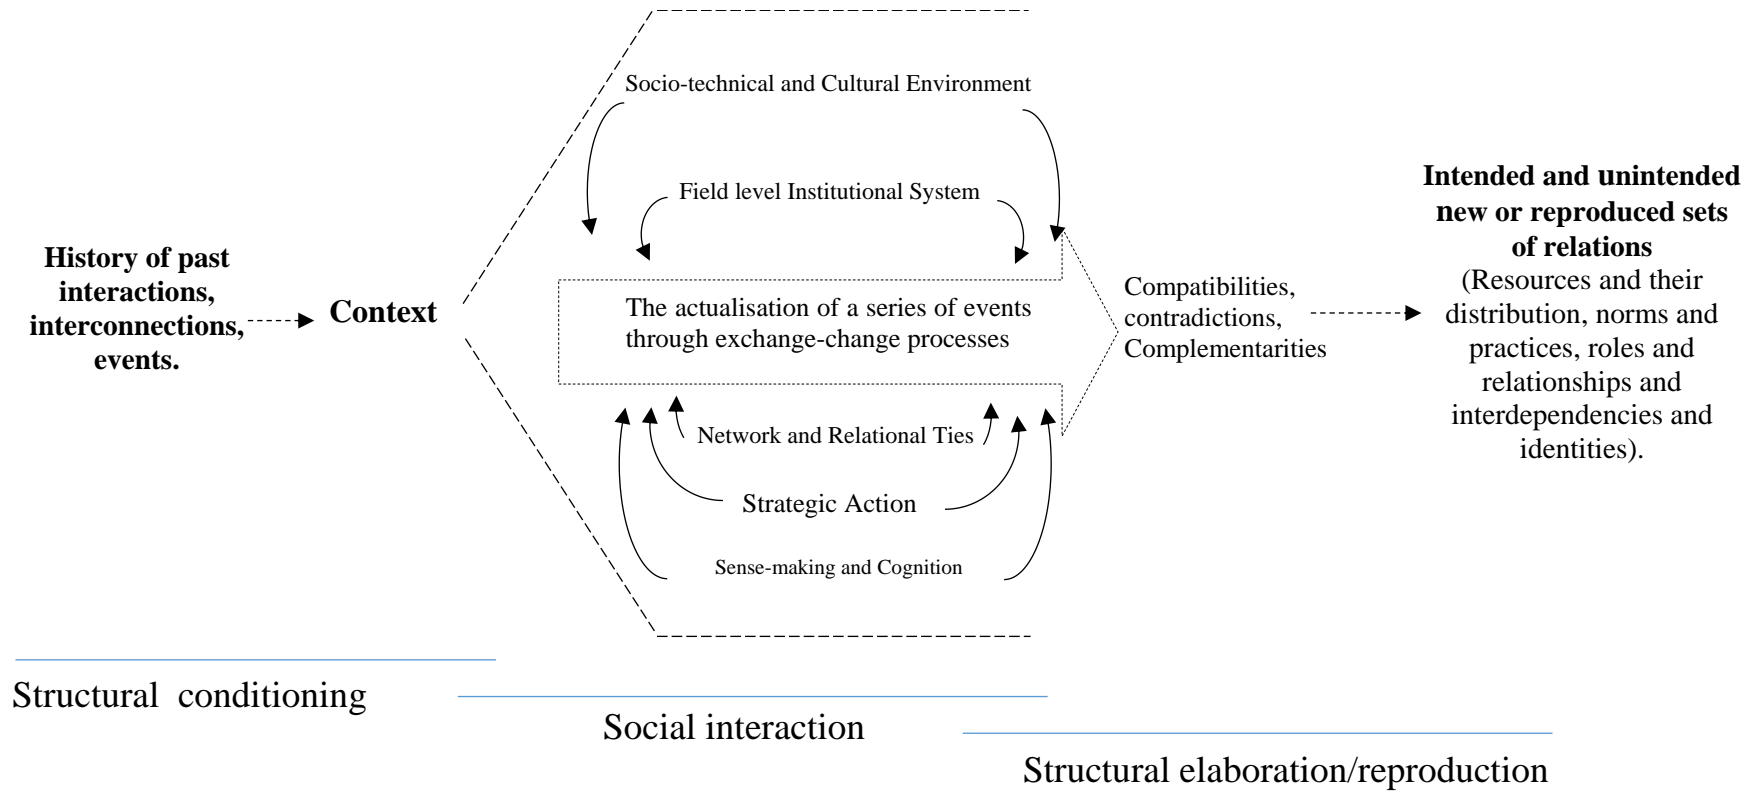 History of past
interactions,
interconnections,
events.
Context
Socio-technical and Cultural Environment
Field level Institutional System
The actualisation of a series of events
through exchange-change processes
Network and Relational Ties
Strategic Action
Sense-making and Cognition
Compatibilities,
contradictions,
Complementarities
Intended and unintended
new or reproduced sets
of relations
(Resources and their
distribution, norms and
practices, roles and
relationships and
interdependencies and
identities).
Structural conditioning
Social interaction
Structural elaboration/reproduction